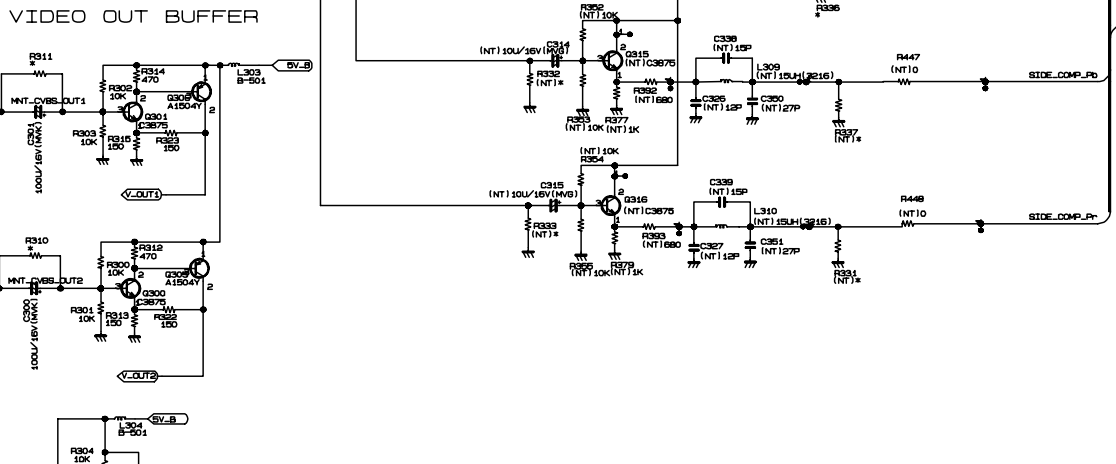 VIDEO OUT BUFFER
R311
*
R314
470
R302
10K
MNT_CVBS_OUT1
C301
100U/16V(MVK)
R303
10K
R315
150
Q301
C3875
A1504Y
R323
150
L303
B-501
5V_B
V_OUT1
R310
*
R312
470
R300
10K
MNT_CVBS_OUT2
C300
100U/16V(MVK)
R301
10K
R313
150
Q300
C3875
A1504Y
R322
150
V_OUT2
L304
B-501
5V_B
R304
10K
R352
(NT)10K
C314
(NT)10U/16V(MVG)
R332
(NT)*
Q315
(NT)C3875
R353
(NT)10K
R377
(NT)1K
R392
(NT)680
C338
(NT)15P
L309
(NT)15UH(3216)
(NT)12P
C350
(NT)27P
R336
*
R337
(NT)*
R447
(NT)0
SIDE_COMP_Pb
(NT)10K
R354
C315
(NT)10U/16V(MVG)
R333
(NT)*
Q316
(NT)C3875
R355
(NT)10K
R379
(NT)1K
R393
(NT)680
C339
(NT)15P
L310
(NT)15UH(3216)
C327
(NT)12P
C351
(NT)27P
R331
(NT)*
R448
(NT)0
SIDE_COMP_Pr